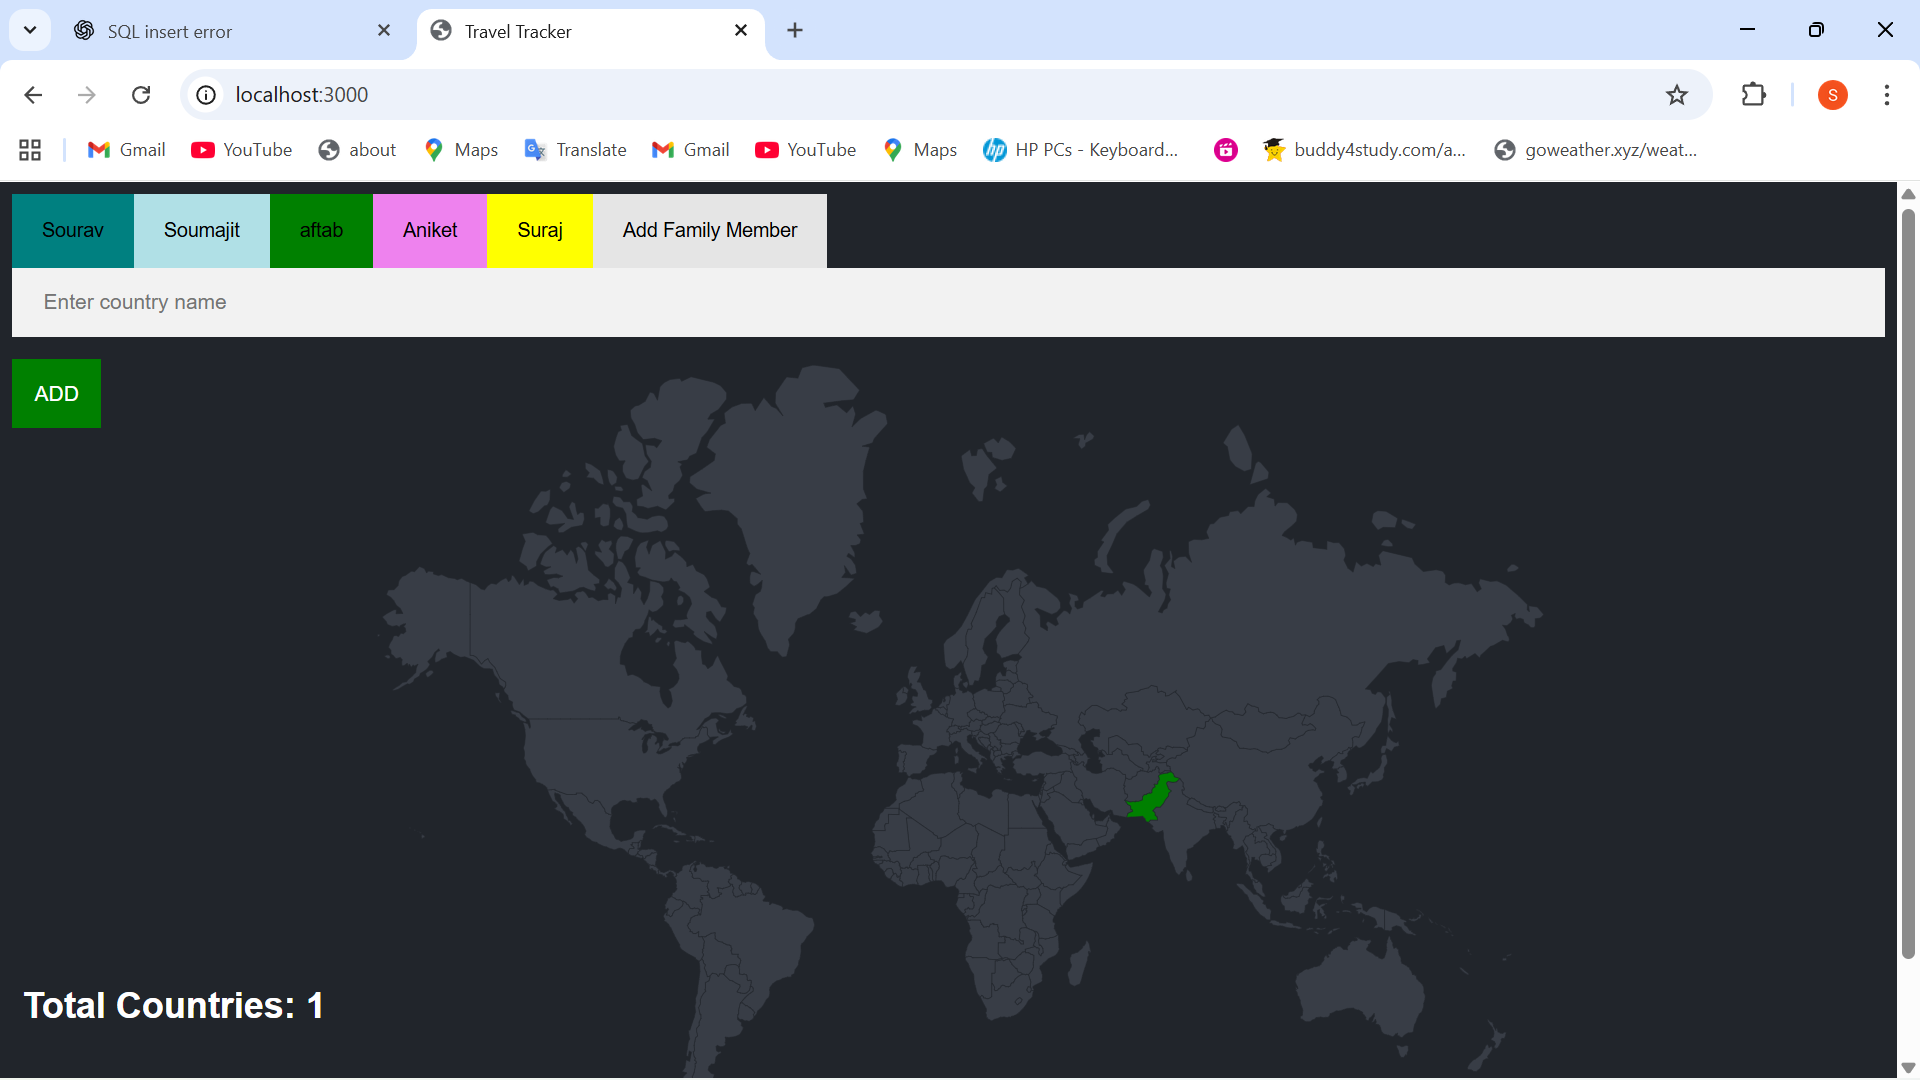 SQL insert error
Travel Tracker
localhost:3000
Gmail YouTube about Maps Translate Gmail YouTube Maps HP PCs - Keyboard... buddy4study.com/a... goweather.xyz/weat...
S
Sourav Soumajit aftab Aniket Suraj Add Family Member
Enter country name
ADD
Total Countries: 1